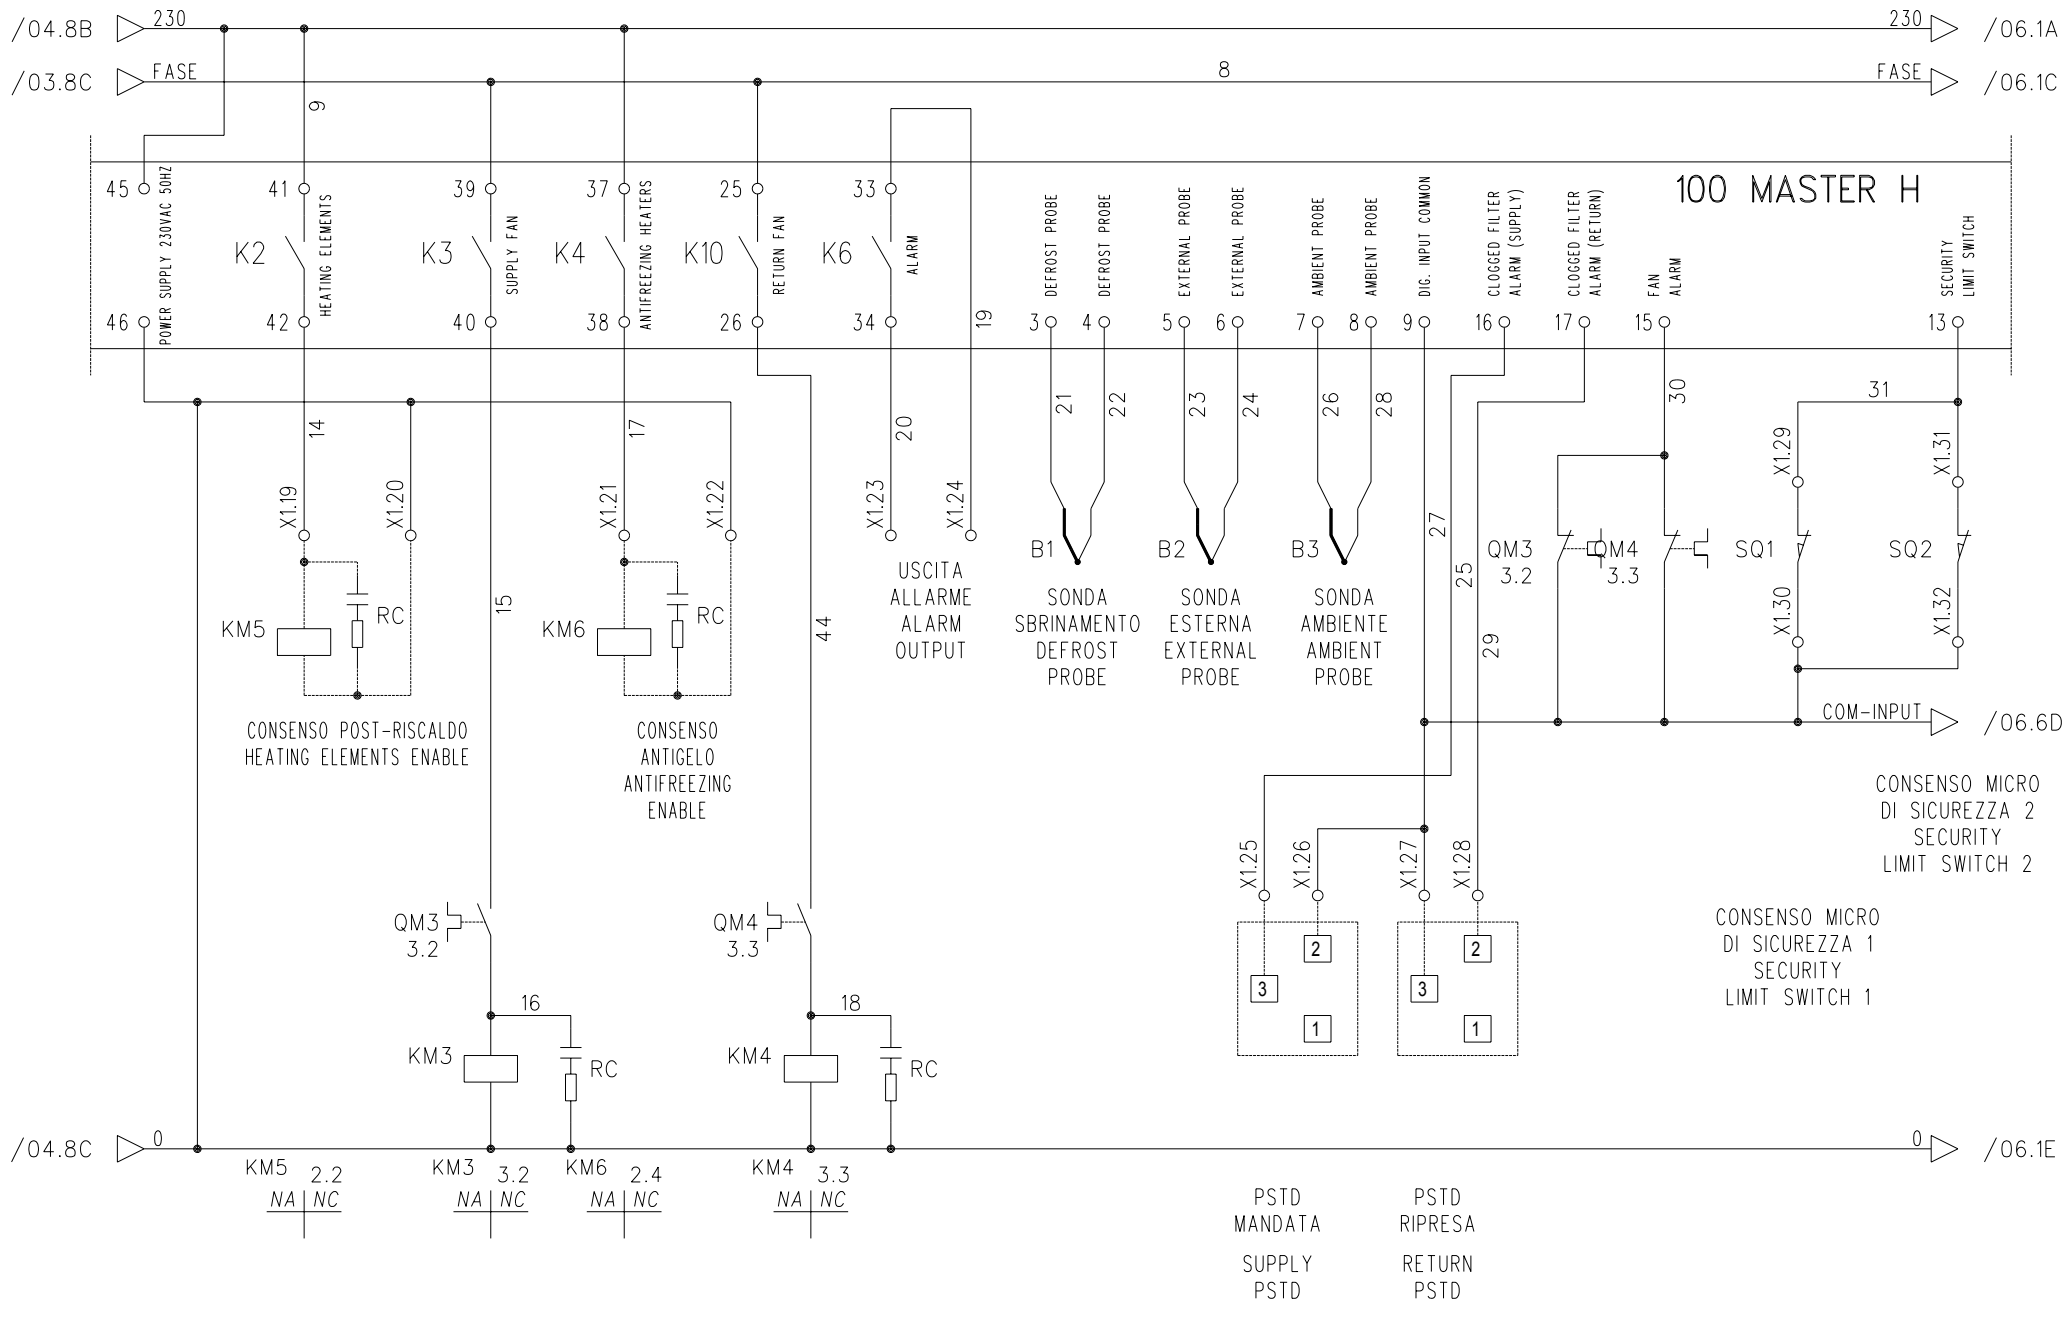 /04.8B
230
230
/06.1A
/03.8C
FASE
8
FASE
/06.1C
9
100 MASTER H
45
46
POWER SUPPLY 230VAC 50HZ
41
K2
42
HEATING ELEMENTS
39
K3
40
SUPPLY FAN
37
K4
38
ANTIFREEZING HEATERS
25
K10
26
RETURN FAN
33
K6
34
ALARM
19
DEFROST PROBE
3
DEFROST PROBE
4
EXTERNAL PROBE
5
EXTERNAL PROBE
6
AMBIENT PROBE
7
AMBIENT PROBE
8
DIG. INPUT COMMON
9
CLOGGED FILTER
ALARM (SUPPLY)
16
CLOGGED FILTER
ALARM (RETURN)
17
FAN
ALARM
15
SECURITY
LIMIT SWITCH
13
14
17
20
21
22
23
24
26
28
30
31
X1.19
X1.20
X1.21
X1.22
X1.23
X1.24
X1.29
X1.31
27
25
29
15
44
B1
B2
B3
QM3
3.2
QM4
3.3
SQ1
SQ2
X1.30
X1.32
KM5
RC
KM6
RC
USCITA
ALLARME
ALARM
OUTPUT
SONDA
SBRINAMENTO
DEFROST
PROBE
SONDA
ESTERNA
EXTERNAL
PROBE
SONDA
AMBIENTE
AMBIENT
PROBE
CONSENSO POST-RISCALDO
HEATING ELEMENTS ENABLE
CONSENSO
ANTIGELO
ANTIFREEZING
ENABLE
COM-INPUT
/06.6D
CONSENSO MICRO
DI SICUREZZA 2
SECURITY
LIMIT SWITCH 2
CONSENSO MICRO
DI SICUREZZA 1
SECURITY
LIMIT SWITCH 1
X1.25
X1.26
X1.27
X1.28
2
3
1
2
3
1
QM3
3.2
QM4
3.3
16
18
KM3
RC
KM4
RC
/04.8C
0
0
/06.1E
KM5
2.2
NA
NC
KM3
3.2
NA
NC
KM6
2.4
NA
NC
KM4
3.3
NA
NC
PSTD
MANDATA
SUPPLY
PSTD
PSTD
RIPRESA
RETURN
PSTD